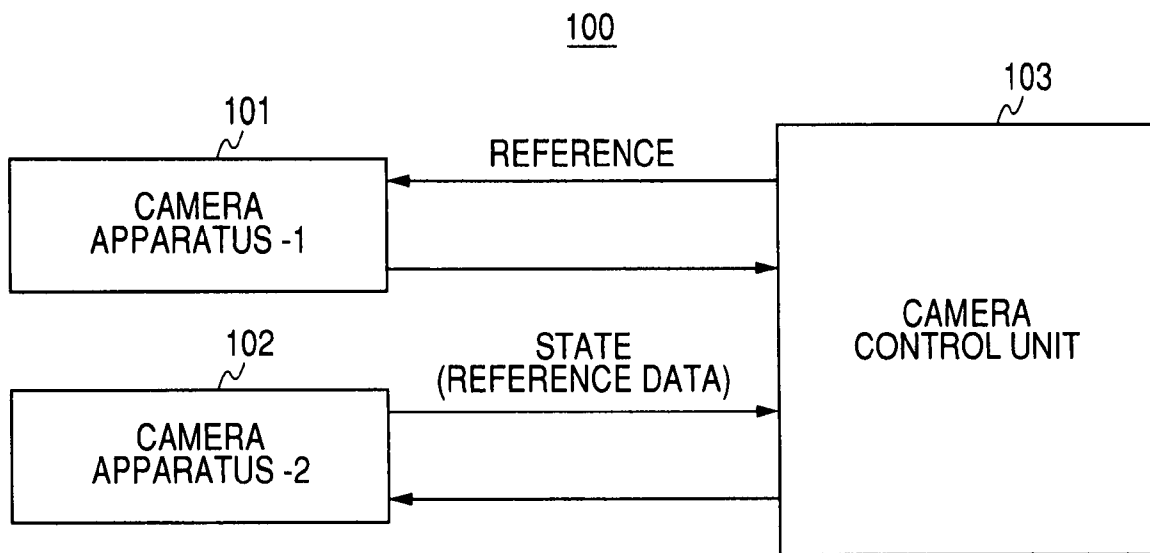 100
101
103
REFERENCE
CAMERA
APPARATUS -1
102
STATE
(REFERENCE DATA)
CAMERA
CONTROL UNIT
CAMERA
APPARATUS -2